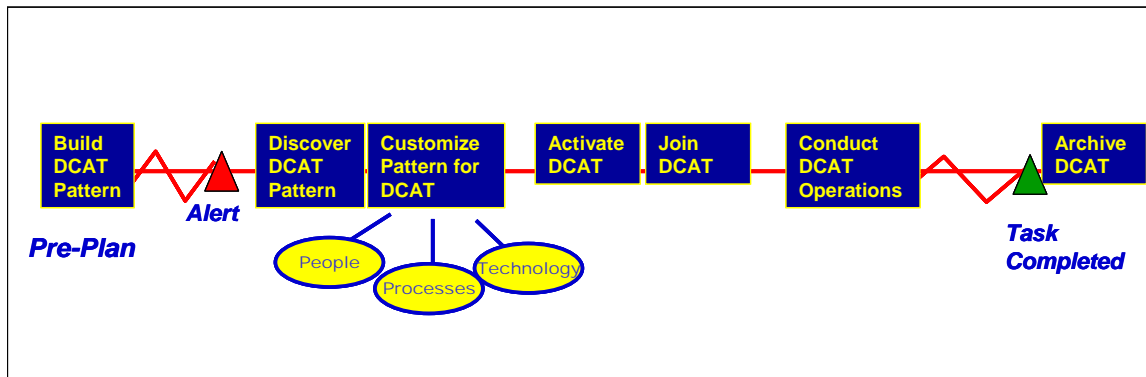 Build
DCAT
Pattern
Pre-Plan
Alert
Discover
DCAT
Pattern
Customize
Pattern for
DCAT
People
Processes
Technology
Activate
DCAT
Join
DCAT
Conduct
DCAT
Operations
Task
Completed
Archive
DCAT